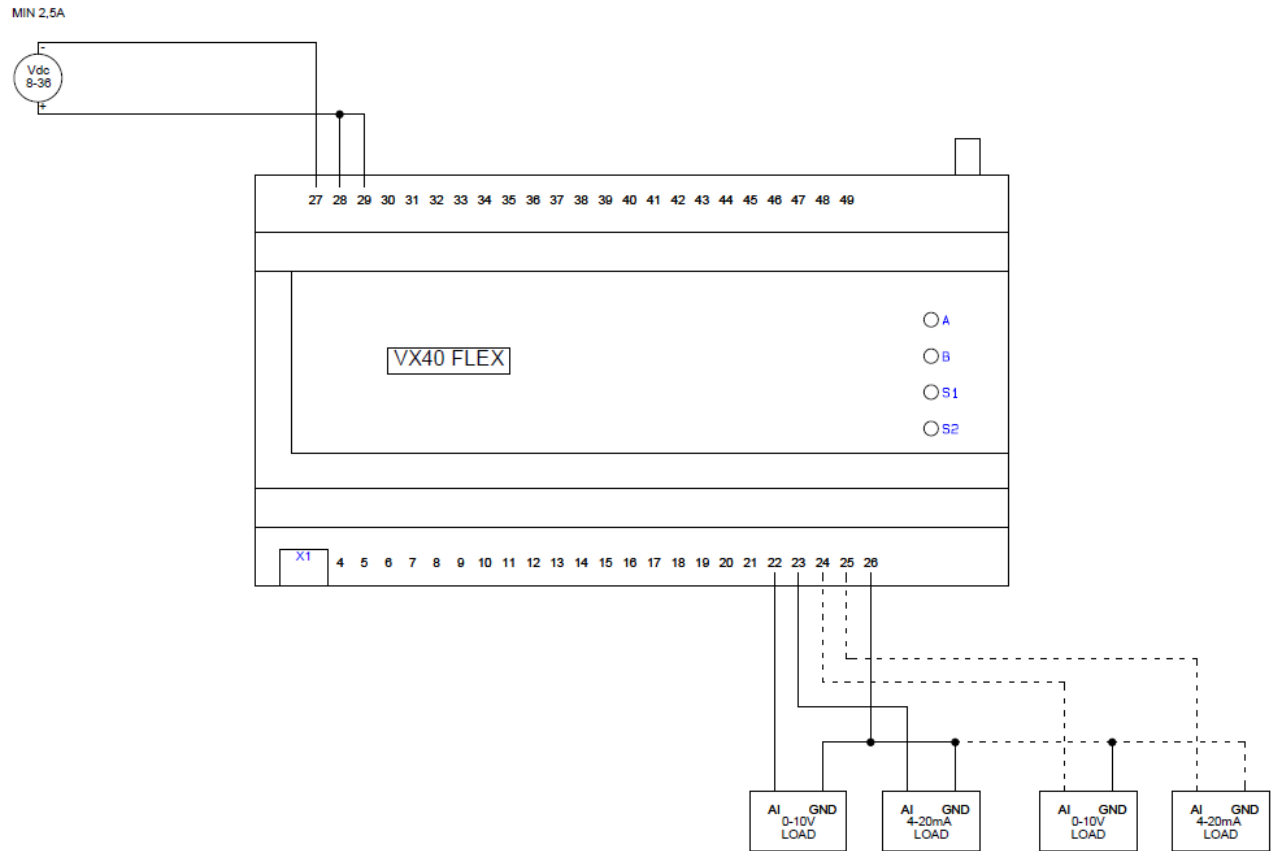 MIN 2,5A
-
Vdc
8-36
+
27 28 29 30 31 32 33 34 35 36 37 38 39 40 41 42 43 44 45 46 47 48 49
A
VX40 FLEX
B
S1
S2
X1 4 5 6 7 8 9 10 11 12 13 14 15 16 17 18 19 20 21 22 23 24 25 26
AI GND
0-10V
LOAD
AI GND
4-20mA
LOAD
AI GND
0-10V
LOAD
AI GND
4-20mA
LOAD